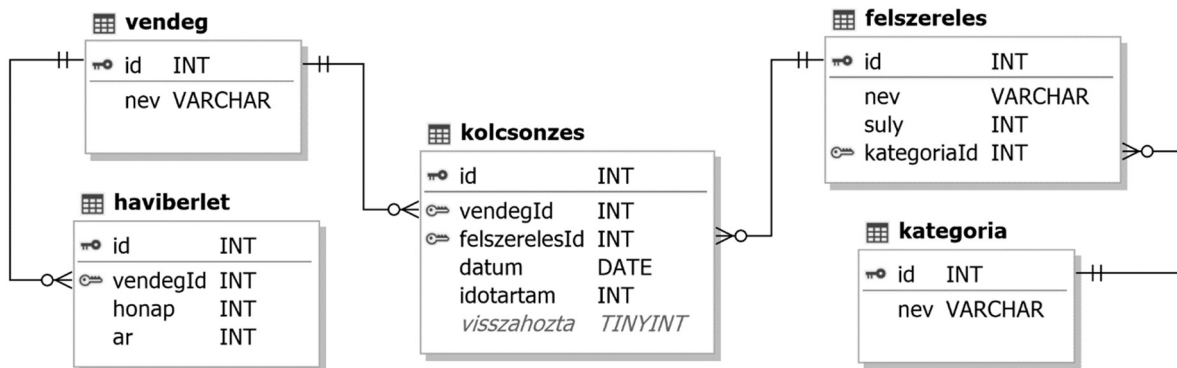 vendeg
id INT
nev VARCHAR
haviberlet
id INT
vendegId INT
honap INT
ar INT
kolcsonzes
id INT
vendegId INT
felszerelesId INT
datum DATE
idotartam INT
visszahozta TINYINT
felszereles
id INT
nev VARCHAR
suly INT
kategoriaId INT
kategoria
id INT
nev VARCHAR